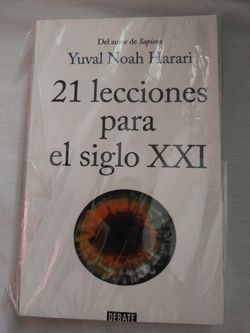 Del autor de Sapiens
Yuval Noah Harari
21 lecciones
para
el siglo XXI
DEBATE